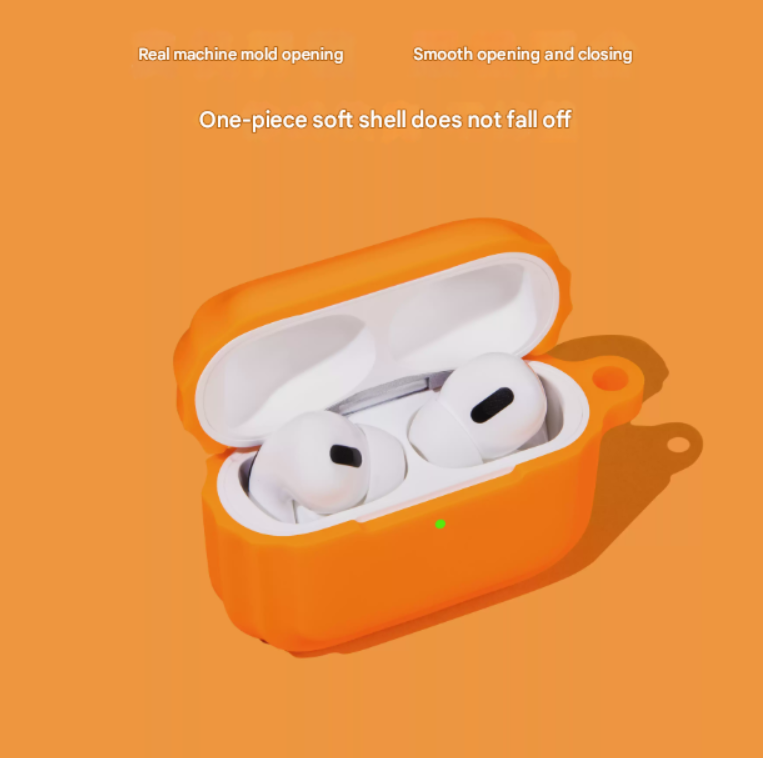 Real machine mold opening
Smooth opening and closing
One-piece soft shell does not fall off